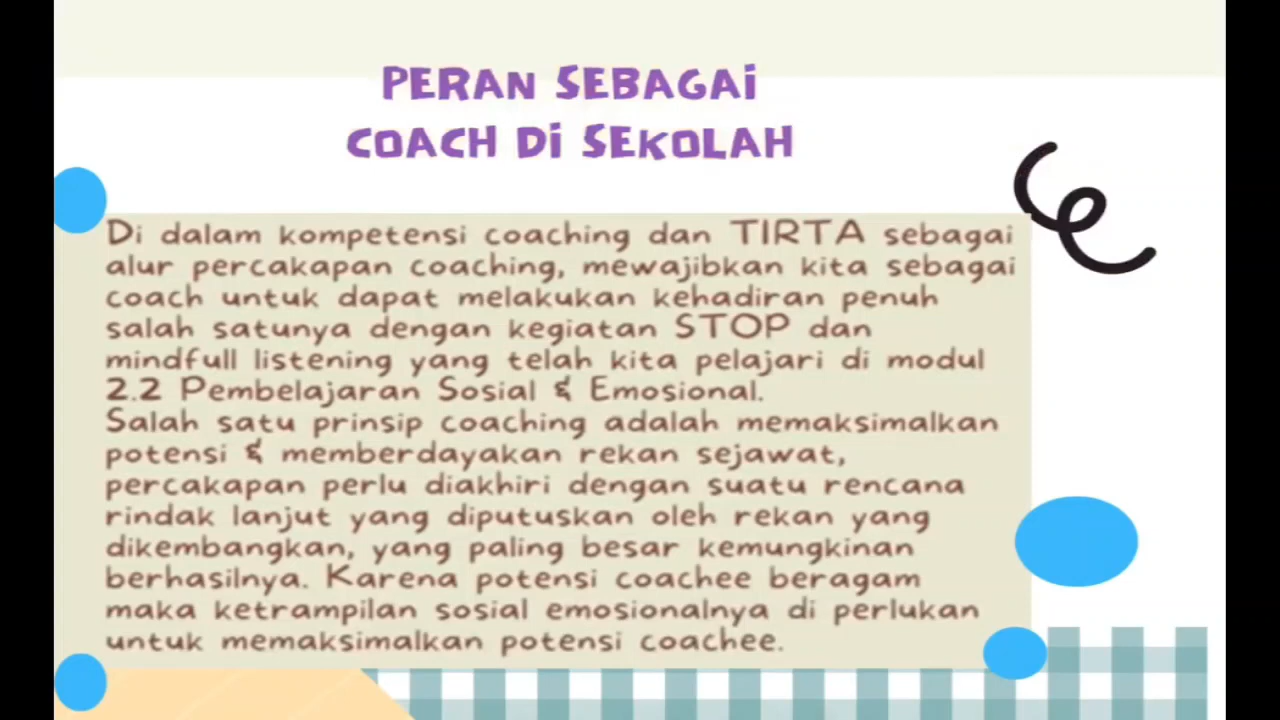 PERAN SEBAGAI
COACH Di SEKOLAH
Di dalam kompetensi coaching dan TIRTA sebagai
alur percakapan coaching, mewajibkan kita sebagai
coach untuk dapat melakukan kehadiran penuh
salah satunya dengan kegiatan STOP dan
mindfull listening yang telah kita pelajari di modul
2.2 Pembelajaran Sosial & Emosional.
Salah satu prinsip coaching adalah memaksimalkan
potensi & memberdayakan rekan sejawat,
percakapan perlu diakhiri dengan suatu rencana
rindak lanjut yang diputuskan oleh rekan yang
dikembangkan, yang paling besar kemungkinan
berhasilnya. Karena potensi coachee beragam
maka ketrampilan sosial emosionalnya di perlukan
untuk memaksimalkan potensi coachee.